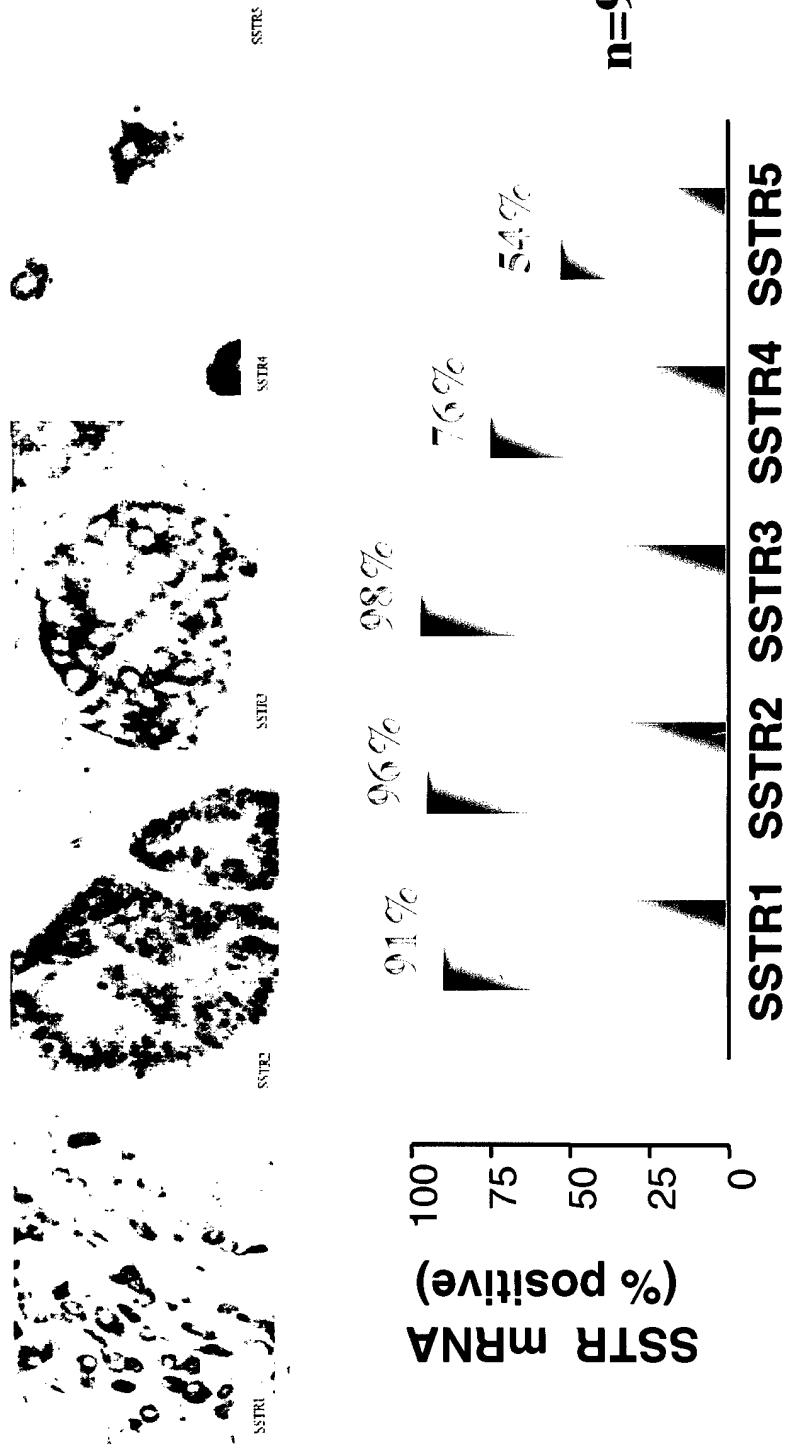 SSTR1
SSTR2
SSTR3
SSTR4
SSTR5
SSTR mRNA
(% positive)
100
75
50
25
0
91%
96%
98%
76%
54%
SSTR1
SSTR2
SSTR3
SSTR4
SSTR5
n=9